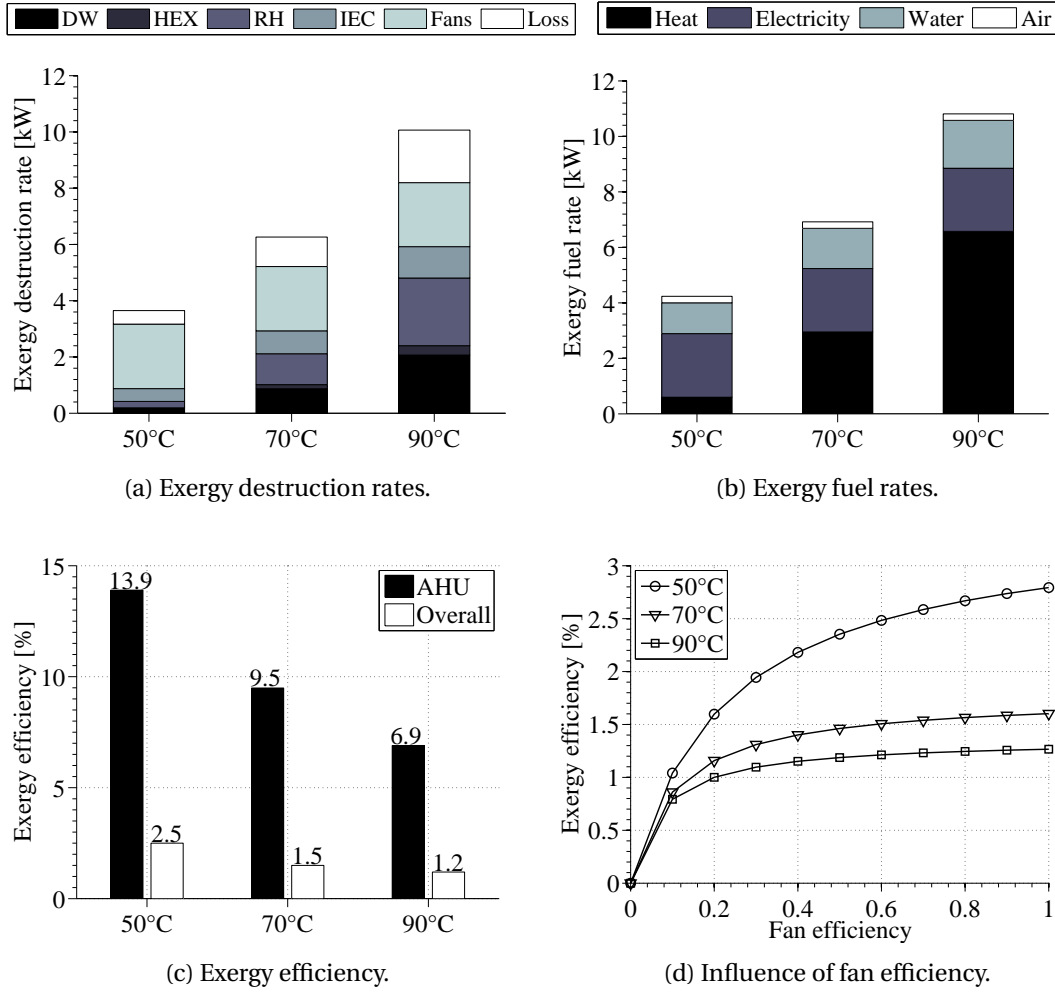 DW HEX RH IEC Fans Loss
Heat Electricity Water Air
Exergy destruction rate [kW]
12
10
8
6
4
2
0
50°C 70°C 90°C
(a) Exergy destruction rates.
Exergy fuel rate [kW]
12
10
8
6
4
2
0
50°C 70°C 90°C
(b) Exergy fuel rates.
Exergy efficiency [%]
15
10
5
0
AHU
Overall
13.9
2.5
9.5
1.5
6.9
1.2
50°C 70°C 90°C
(c) Exergy efficiency.
Exergy efficiency [%]
3
2.5
2
1.5
1
0.5
0
50°C
70°C
90°C
0 0.2 0.4 0.6 0.8 1
Fan efficiency
(d) Influence of fan efficiency.